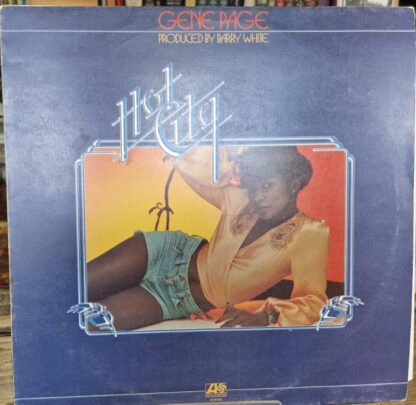 GENE PAGE
PRODUCED BY BARRY WHITE
Hot
City